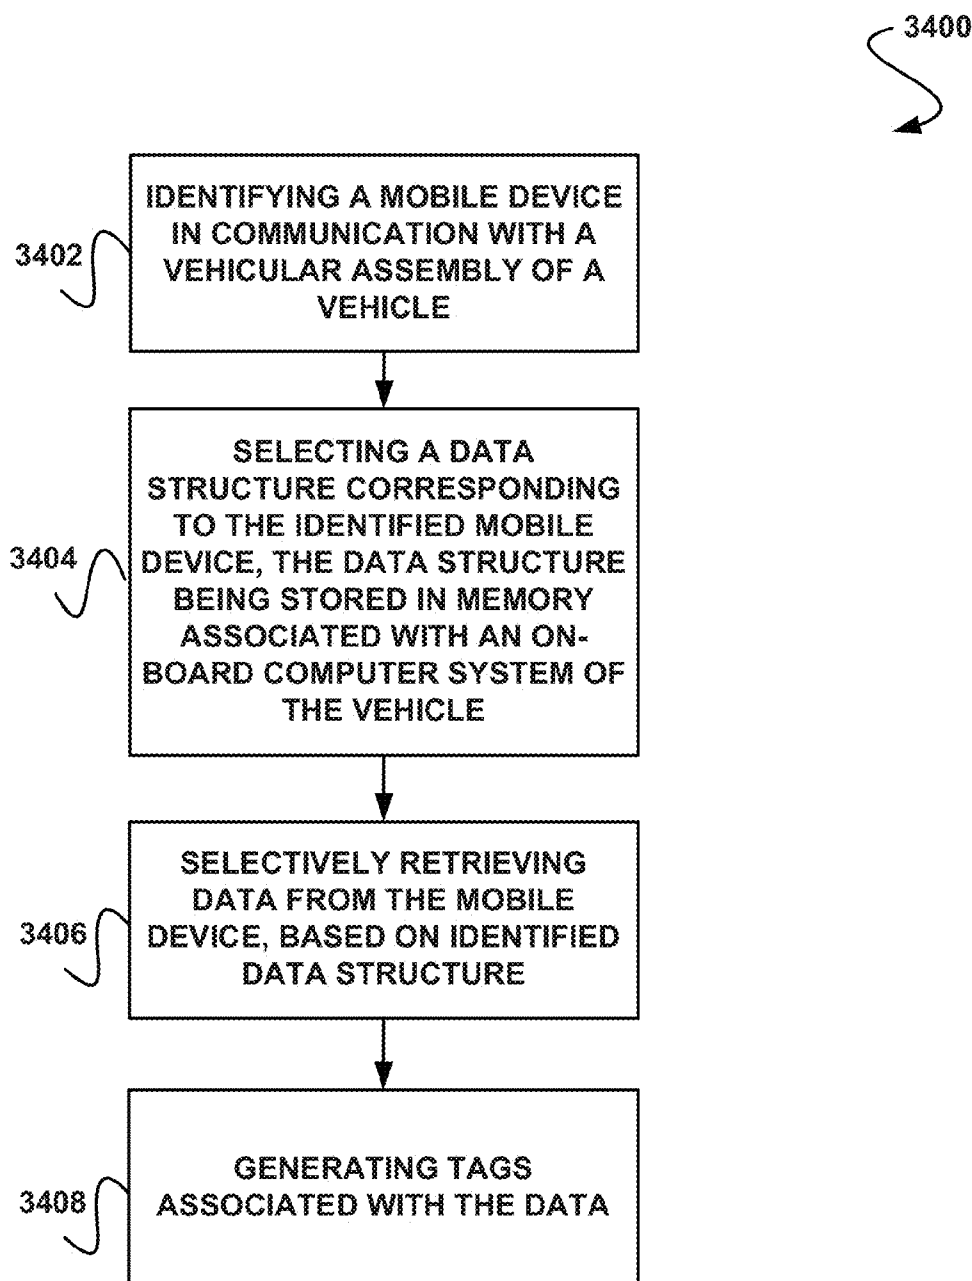 3400
IDENTIFYING A MOBILE DEVICE
IN COMMUNICATION WITH A
VEHICULAR ASSEMBLY OF A
VEHICLE
3402
SELECTING A DATA
STRUCTURE CORRESPONDING
TO THE IDENTIFIED MOBILE
DEVICE, THE DATA STRUCTURE
BEING STORED IN MEMORY
ASSOCIATED WITH AN ON-
BOARD COMPUTER SYSTEM OF
THE VEHICLE
3404
SELECTIVELY RETRIEVING
DATA FROM THE MOBILE
DEVICE, BASED ON IDENTIFIED
DATA STRUCTURE
3406
GENERATING TAGS
ASSOCIATED WITH THE DATA
3408